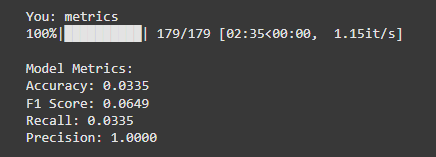 You: metrics
100%|██████████| 179/179 [02:35<00:00,  1.15it/s]
Model Metrics:
Accuracy: 0.0335
F1 Score: 0.0649
Recall: 0.0335
Precision: 1.0000